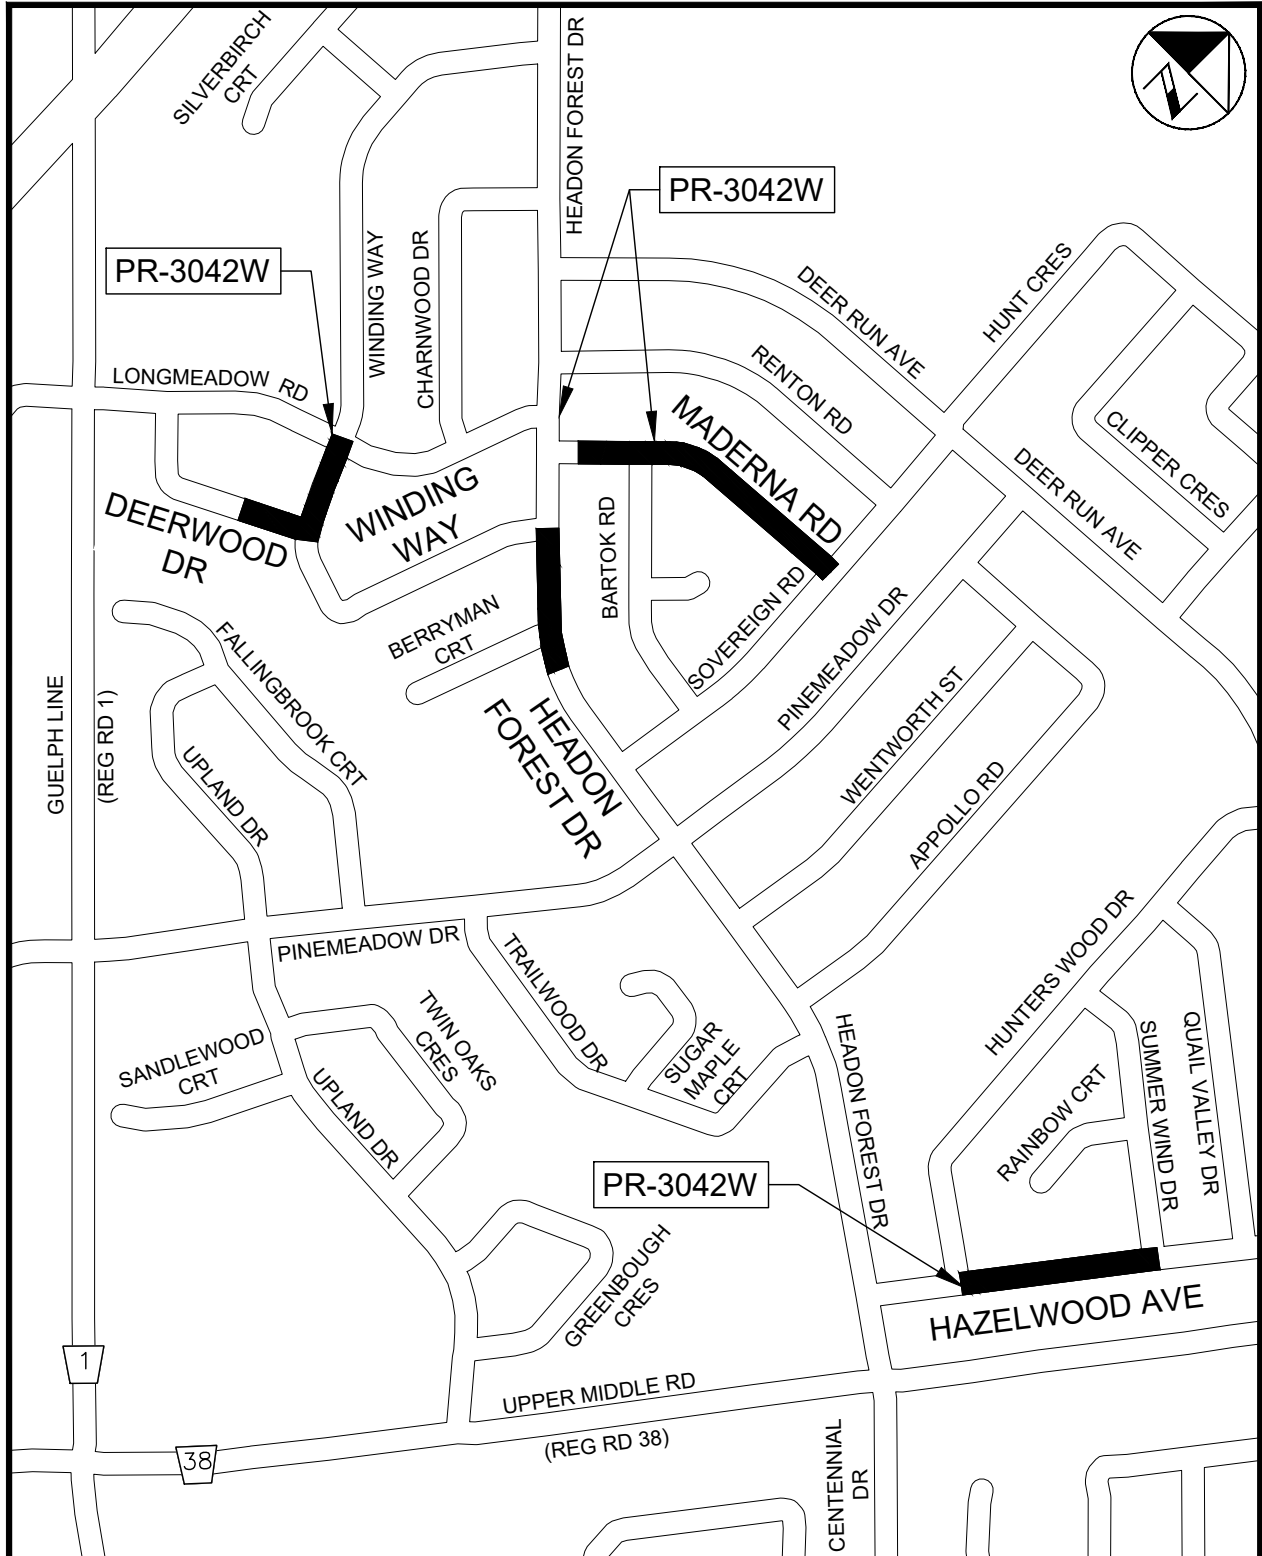 SILVERBIRCH
CRT
HEADON FOREST DR
PR-3042W
PR-3042W
WINDING WAY
CHARNWOOD DR
DEER RUN AVE
HUNT CRES
RENTON RD
LONGMEADOW RD
MADERNA RD
CLIPPER CRES
DEER RUN AVE
DEERWOOD
DR
WINDING
WAY
BARTOK RD
SOVEREIGN RD
BERRYMAN
CRT
PINEMEADOW DR
FALLINGBROOK CRT
GUELPH LINE
(REG RD 1)
HEADON
FOREST DR
WENTWORTH ST
UPLAND DR
APPOLLO RD
PINEMEADOW DR
HUNTERS WOOD DR
TRAILWOOD DR
TWIN OAKS
CRES
SANDLEWOOD
CRT
SUGAR
MAPLE
CRT
HEADON FOREST DR
QUAIL VALLEY DR
SUMMER WIND DR
RAINBOW CRT
UPLAND DR
PR-3042W
GREENBOUGH
CRES
HAZELWOOD AVE
1
UPPER MIDDLE RD
(REG RD 38)
38
CENTENNIAL
DR